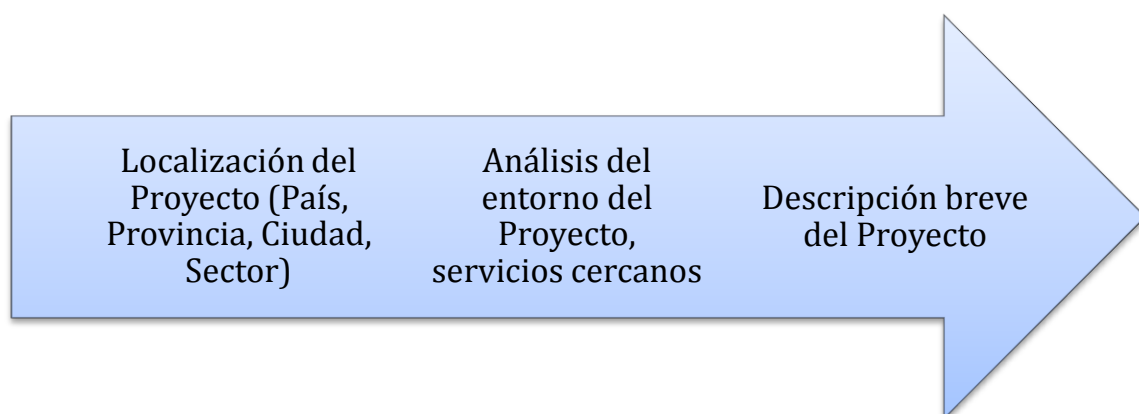 Localización del
Proyecto (País,
Provincia, Ciudad,
Sector)
Análisis del
entorno del
Proyecto,
servicios cercanos
Descripción breve
del Proyecto